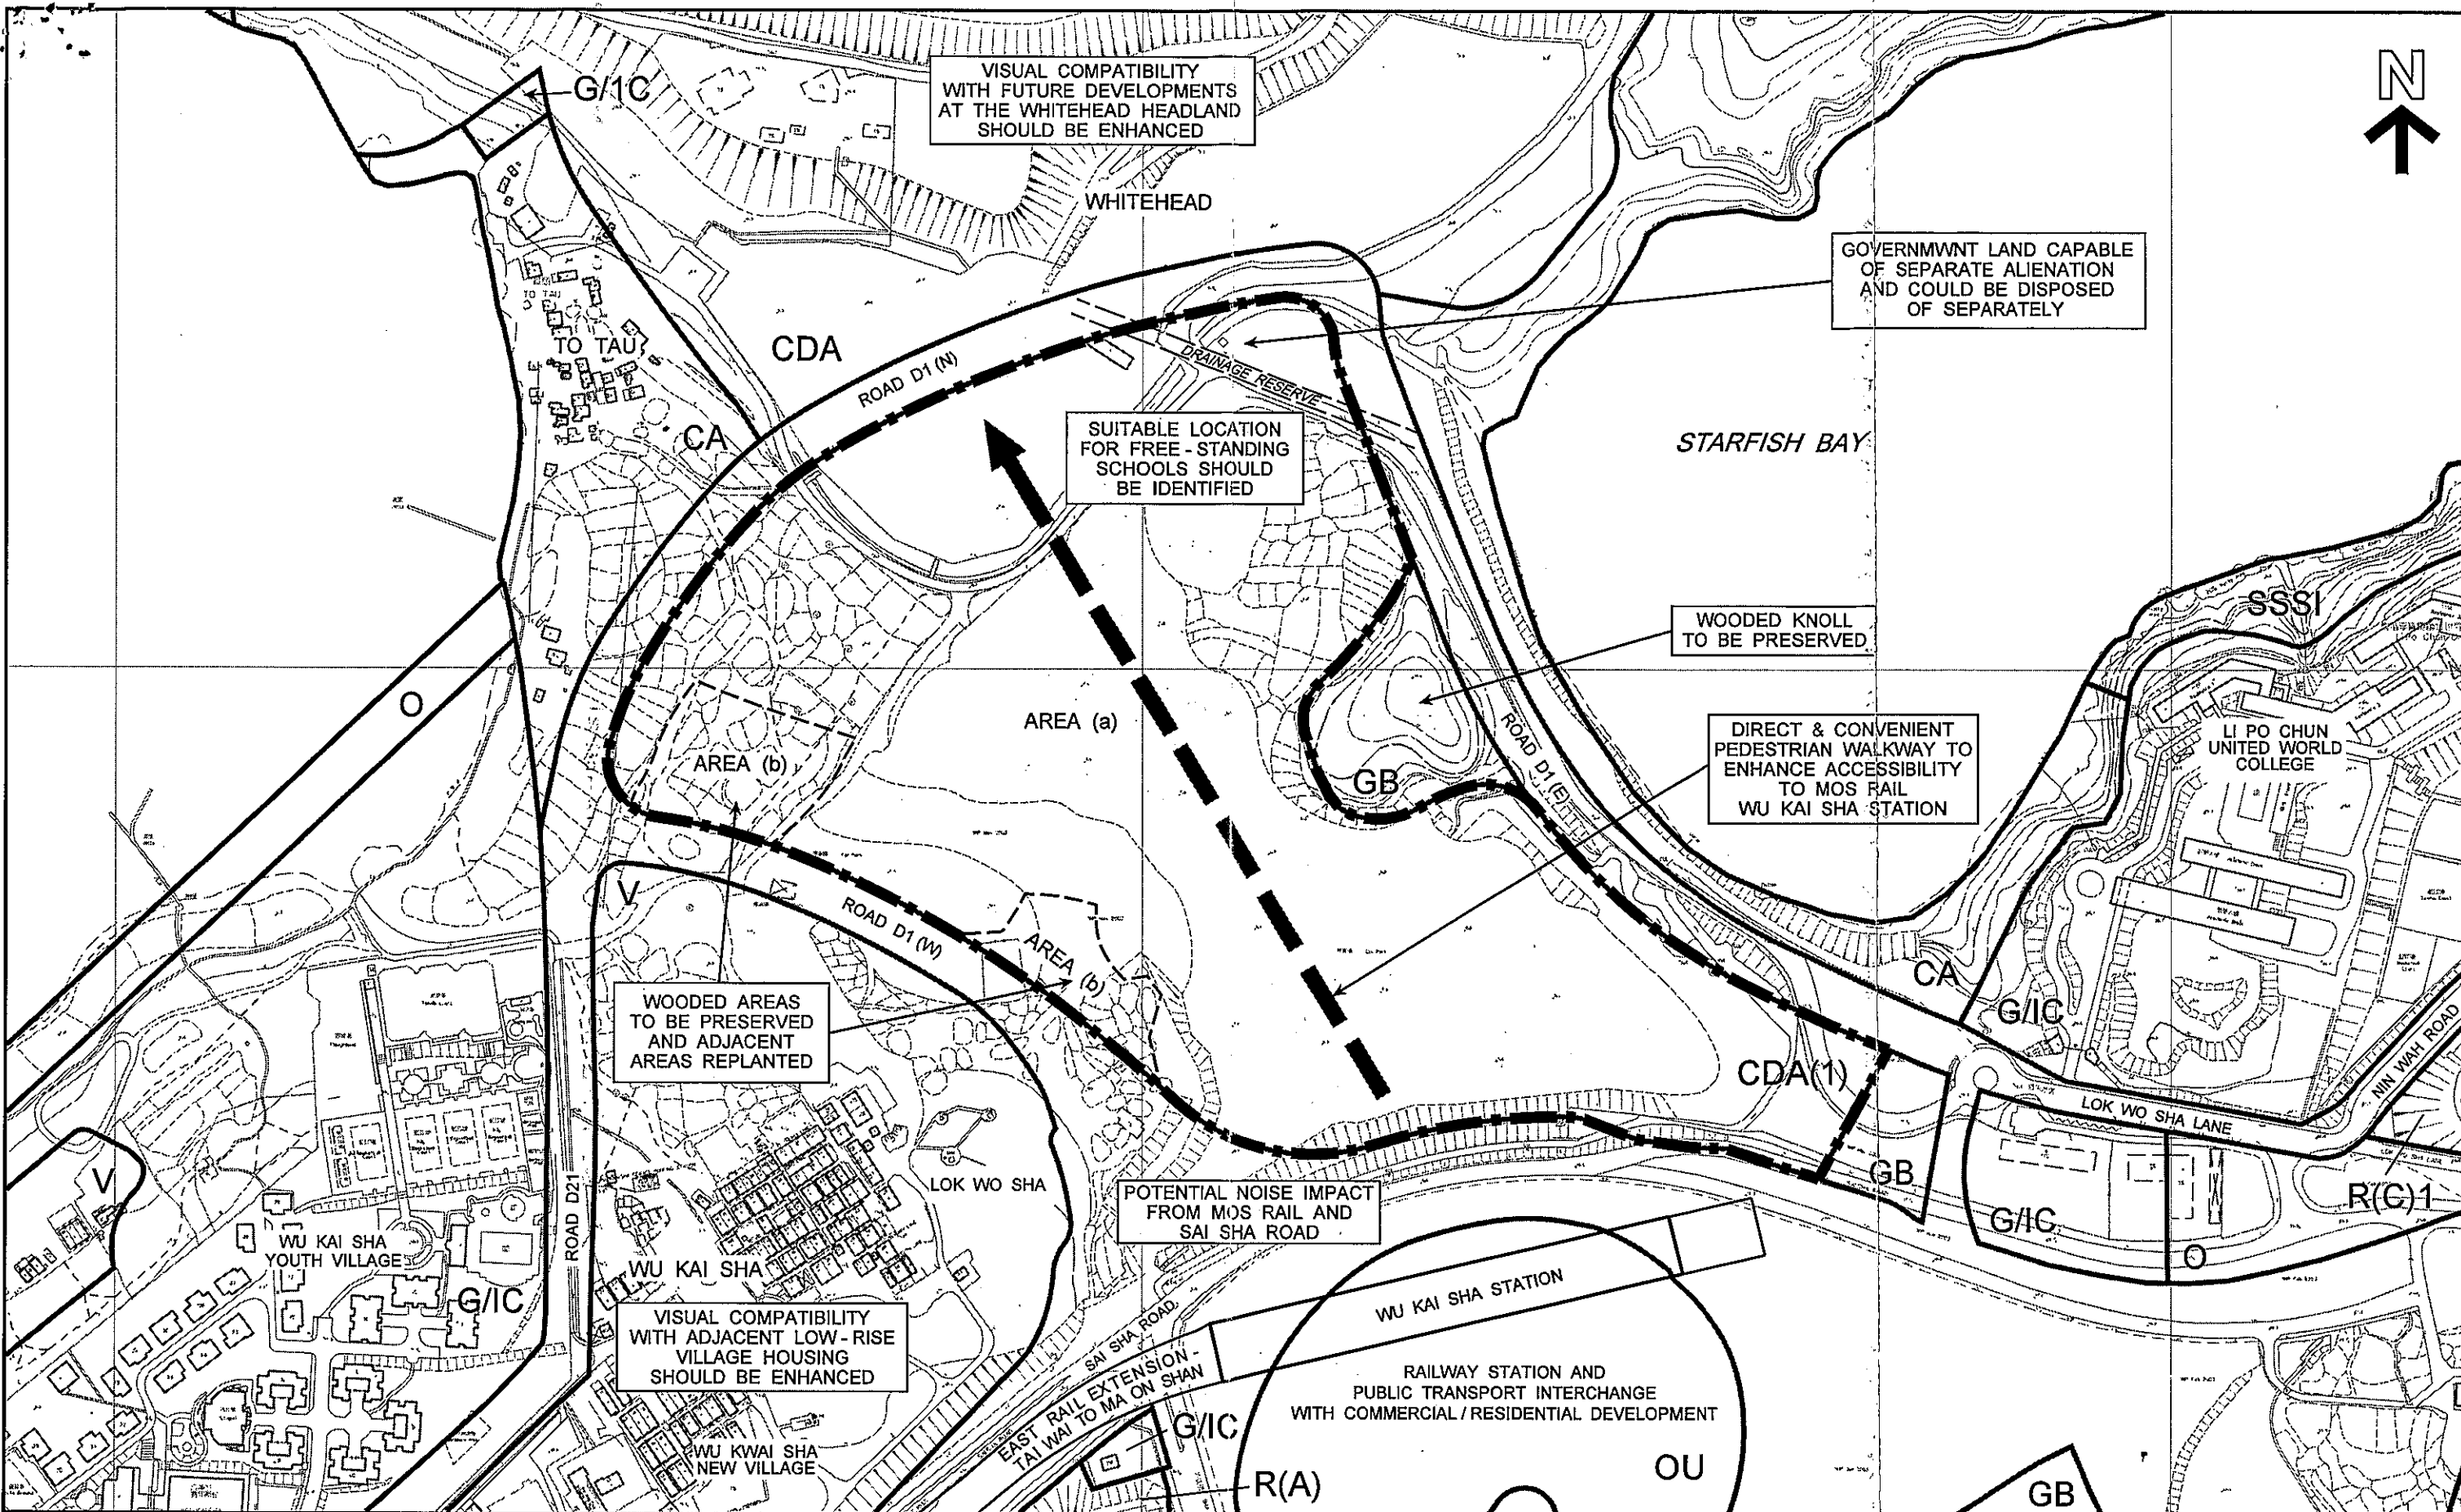 N
G/1C
VISUAL COMPATIBILITY
WITH FUTURE DEVELOPMENTS
AT THE WHITEHEAD HEADLAND
SHOULD BE ENHANCED
WHITEHEAD
GOVERNMWNT LAND CAPABLE
OF SEPARATE ALIENATION
AND COULD BE DISPOSED
OF SEPARATELY
TO TAU
TO TAU
CDA
ROAD D1 (N)
DRAINAGE RESERVE
CA
SUITABLE LOCATION
FOR FREE - STANDING
SCHOOLS SHOULD
BE IDENTIFIED
STARFISH BAY
SSSI
WOODED KNOLL
TO BE PRESERVED
O
AREA (a)
AREA (b)
ROAD D1 (E)
GB
DIRECT & CONVENIENT
PEDESTRIAN WALKWAY TO
ENHANCE ACCESSIBILITY
TO MOS RAIL
WU KAI SHA STATION
LI PO CHUN
UNITED WORLD
COLLEGE
V
ROAD D1 (W)
AREA (b)
CA
G/IC
WOODED AREAS
TO BE PRESERVED
AND ADJACENT
AREAS REPLANTED
CDA(1)
NIN WAH ROAD
LOK WO SHA LANE
V
ROAD D21
LOK WO SHA
GB
G/IC
R(C)1
O
POTENTIAL NOISE IMPACT
FROM MOS RAIL AND
SAI SHA ROAD
WU KAI SHA
YOUTH VILLAGE
G/IC
WU KAI SHA
VISUAL COMPATIBILITY
WITH ADJACENT LOW - RISE
VILLAGE HOUSING
SHOULD BE ENHANCED
SAI SHA ROAD
WU KAI SHA STATION
EAST RAIL EXTENSION -
TAI WAI TO MA ON SHAN
RAILWAY STATION AND
PUBLIC TRANSPORT INTERCHANGE
WITH COMMERCIAL / RESIDENTIAL DEVELOPMENT
WU KWAI SHA
NEW VILLAGE
G/IC
OU
R(A)
GB